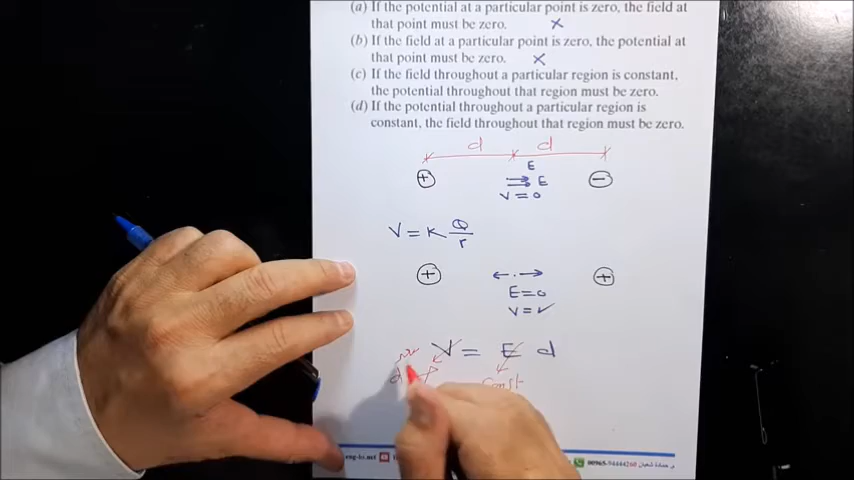 (a) If the potential at a particular point is zero, the field at
that point must be zero. ×
(b) If the field at a particular point is zero, the potential at
that point must be zero. ×
(c) If the field throughout a particular region is constant,
the potential throughout that region must be zero.
(d) If the potential throughout a particular region is
constant, the field throughout that region must be zero.
d d
E
+ E −
V = 0
V = K Q/r
+ +
E = 0
V = ✓
V = E d
const